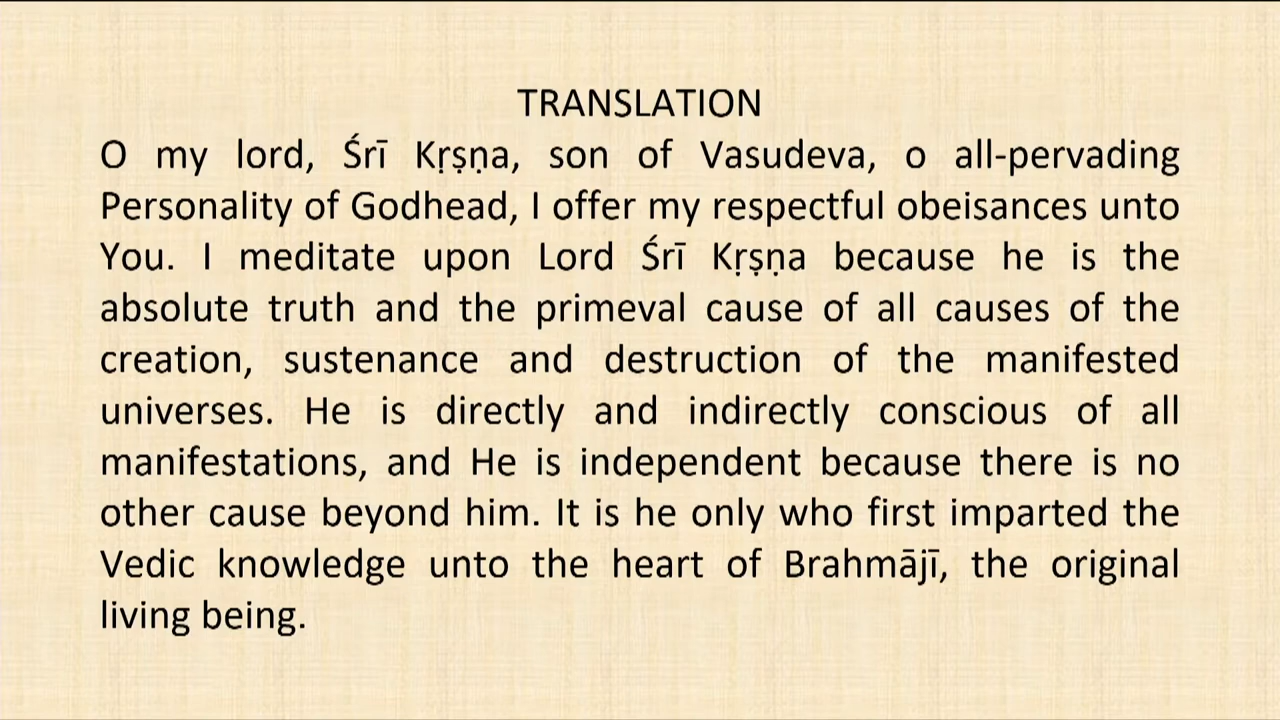 TRANSLATION
O my lord, Śrī Kṛṣṇa, son of Vasudeva, o all-pervading
Personality of Godhead, I offer my respectful obeisances unto
You. I meditate upon Lord Śrī Kṛṣṇa because he is the
absolute truth and the primeval cause of all causes of the
creation, sustenance and destruction of the manifested
universes. He is directly and indirectly conscious of all
manifestations, and He is independent because there is no
other cause beyond him. It is he only who first imparted the
Vedic knowledge unto the heart of Brahmājī, the original
living being.